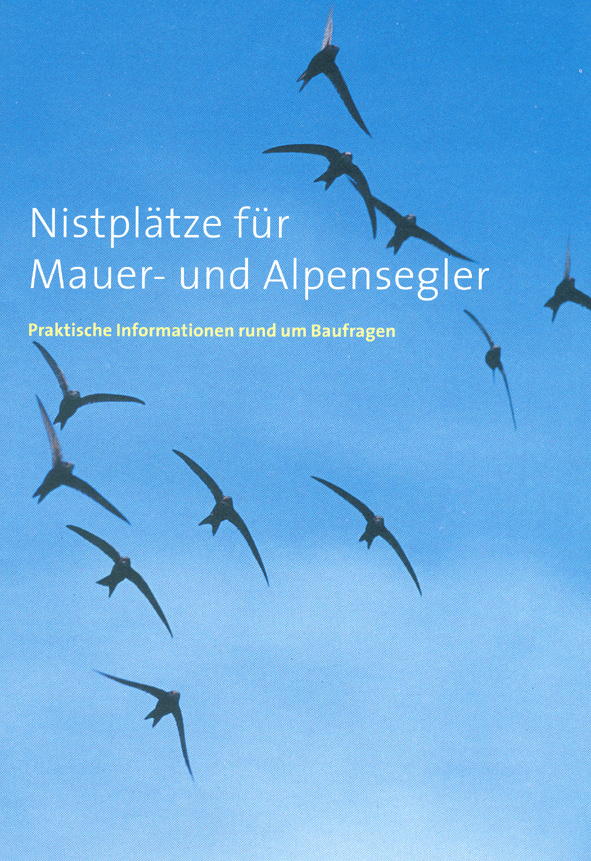 Nistplätze für
Mauer- und Alpensegler
Praktische Informationen rund um Baufragen